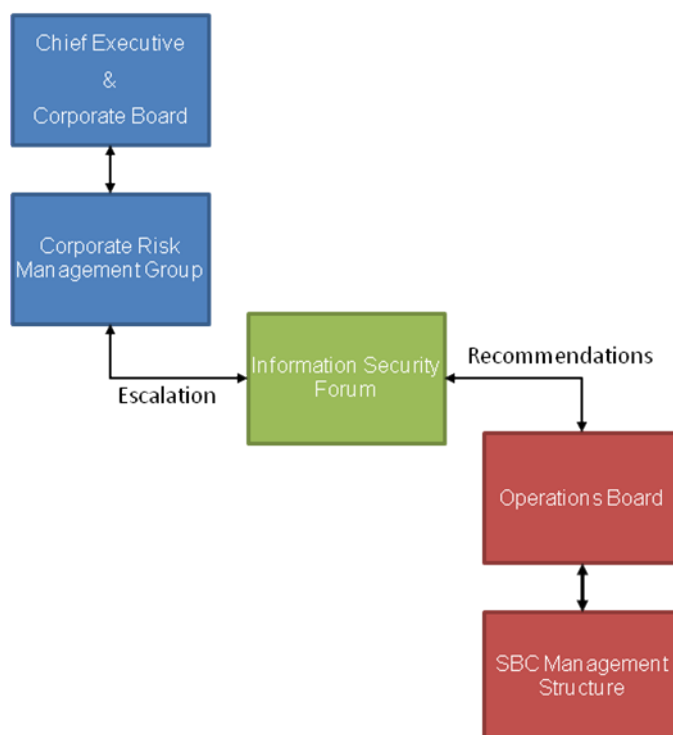 Chief Executive
&
Corporate Board
Corporate Risk
Management Group
Information Security
Forum
Escalation
Recommendations
Operations Board
SBC Management
Structure